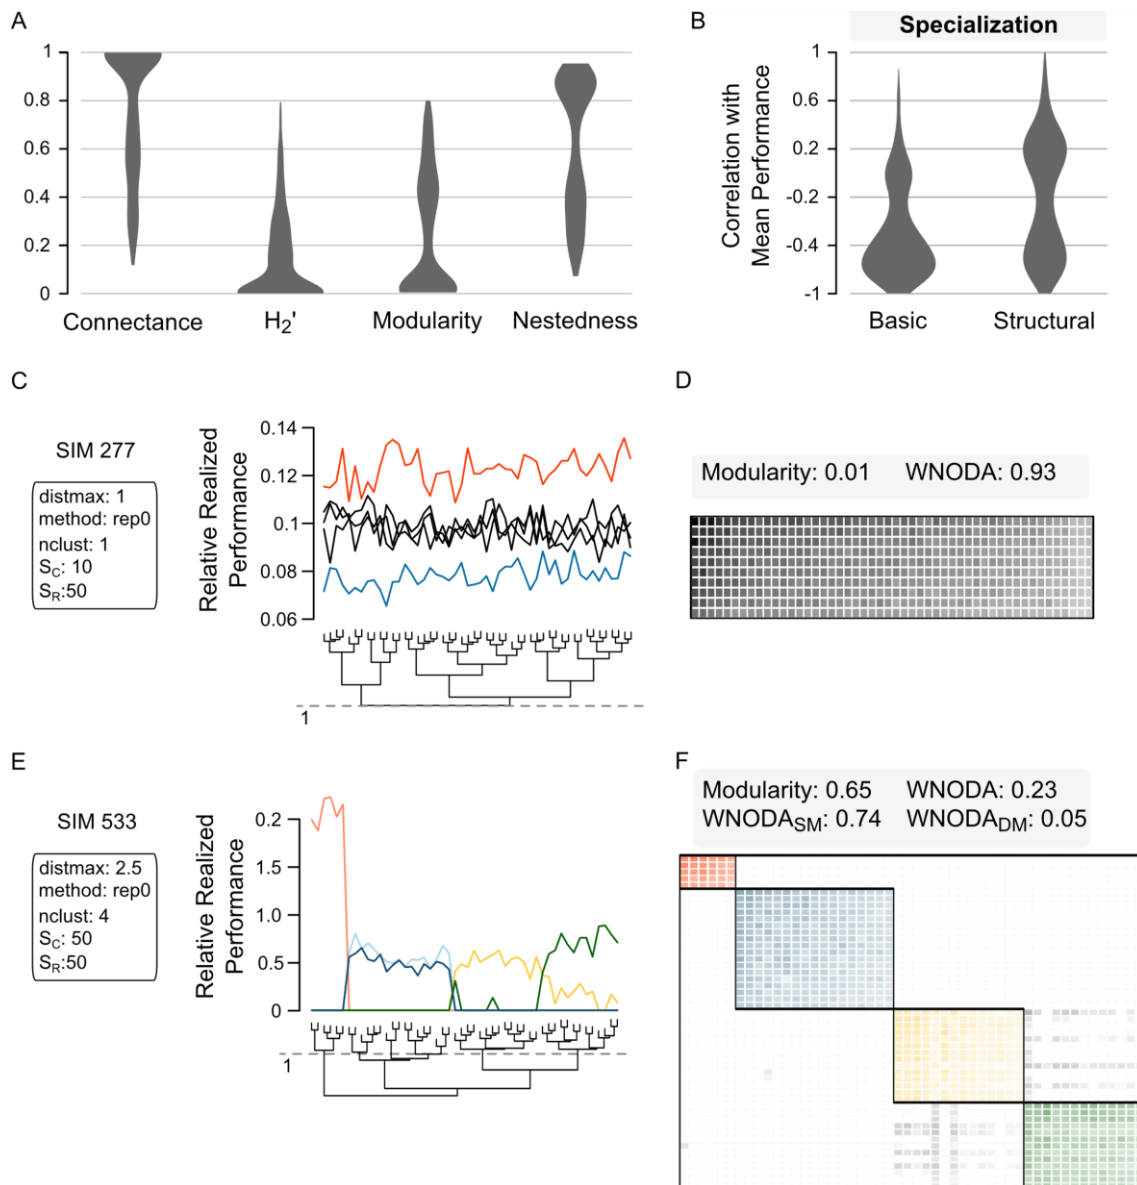 A
1
0.8
0.6
0.4
0.2
0
Connectance
H2'
Modularity
Nestedness
B
Specialization
Correlation with
Mean Performance
1
0.6
0.2
-0.2
-0.4
-1
Basic
Structural
C
SIM 277
distmax: 1
method: rep0
nclust: 1
SC: 10
SR:50
Relative Realized
Performance
0.14
0.12
0.1
0.08
0.06
1
D
Modularity: 0.01 WNODA: 0.93
E
SIM 533
distmax: 2.5
method: rep0
nclust: 4
SC: 50
SR:50
Relative Realized
Performance
0.2
1.5
1.0
0.5
0
1
F
Modularity: 0.65 WNODA: 0.23
WNODASM: 0.74 WNODADM: 0.05